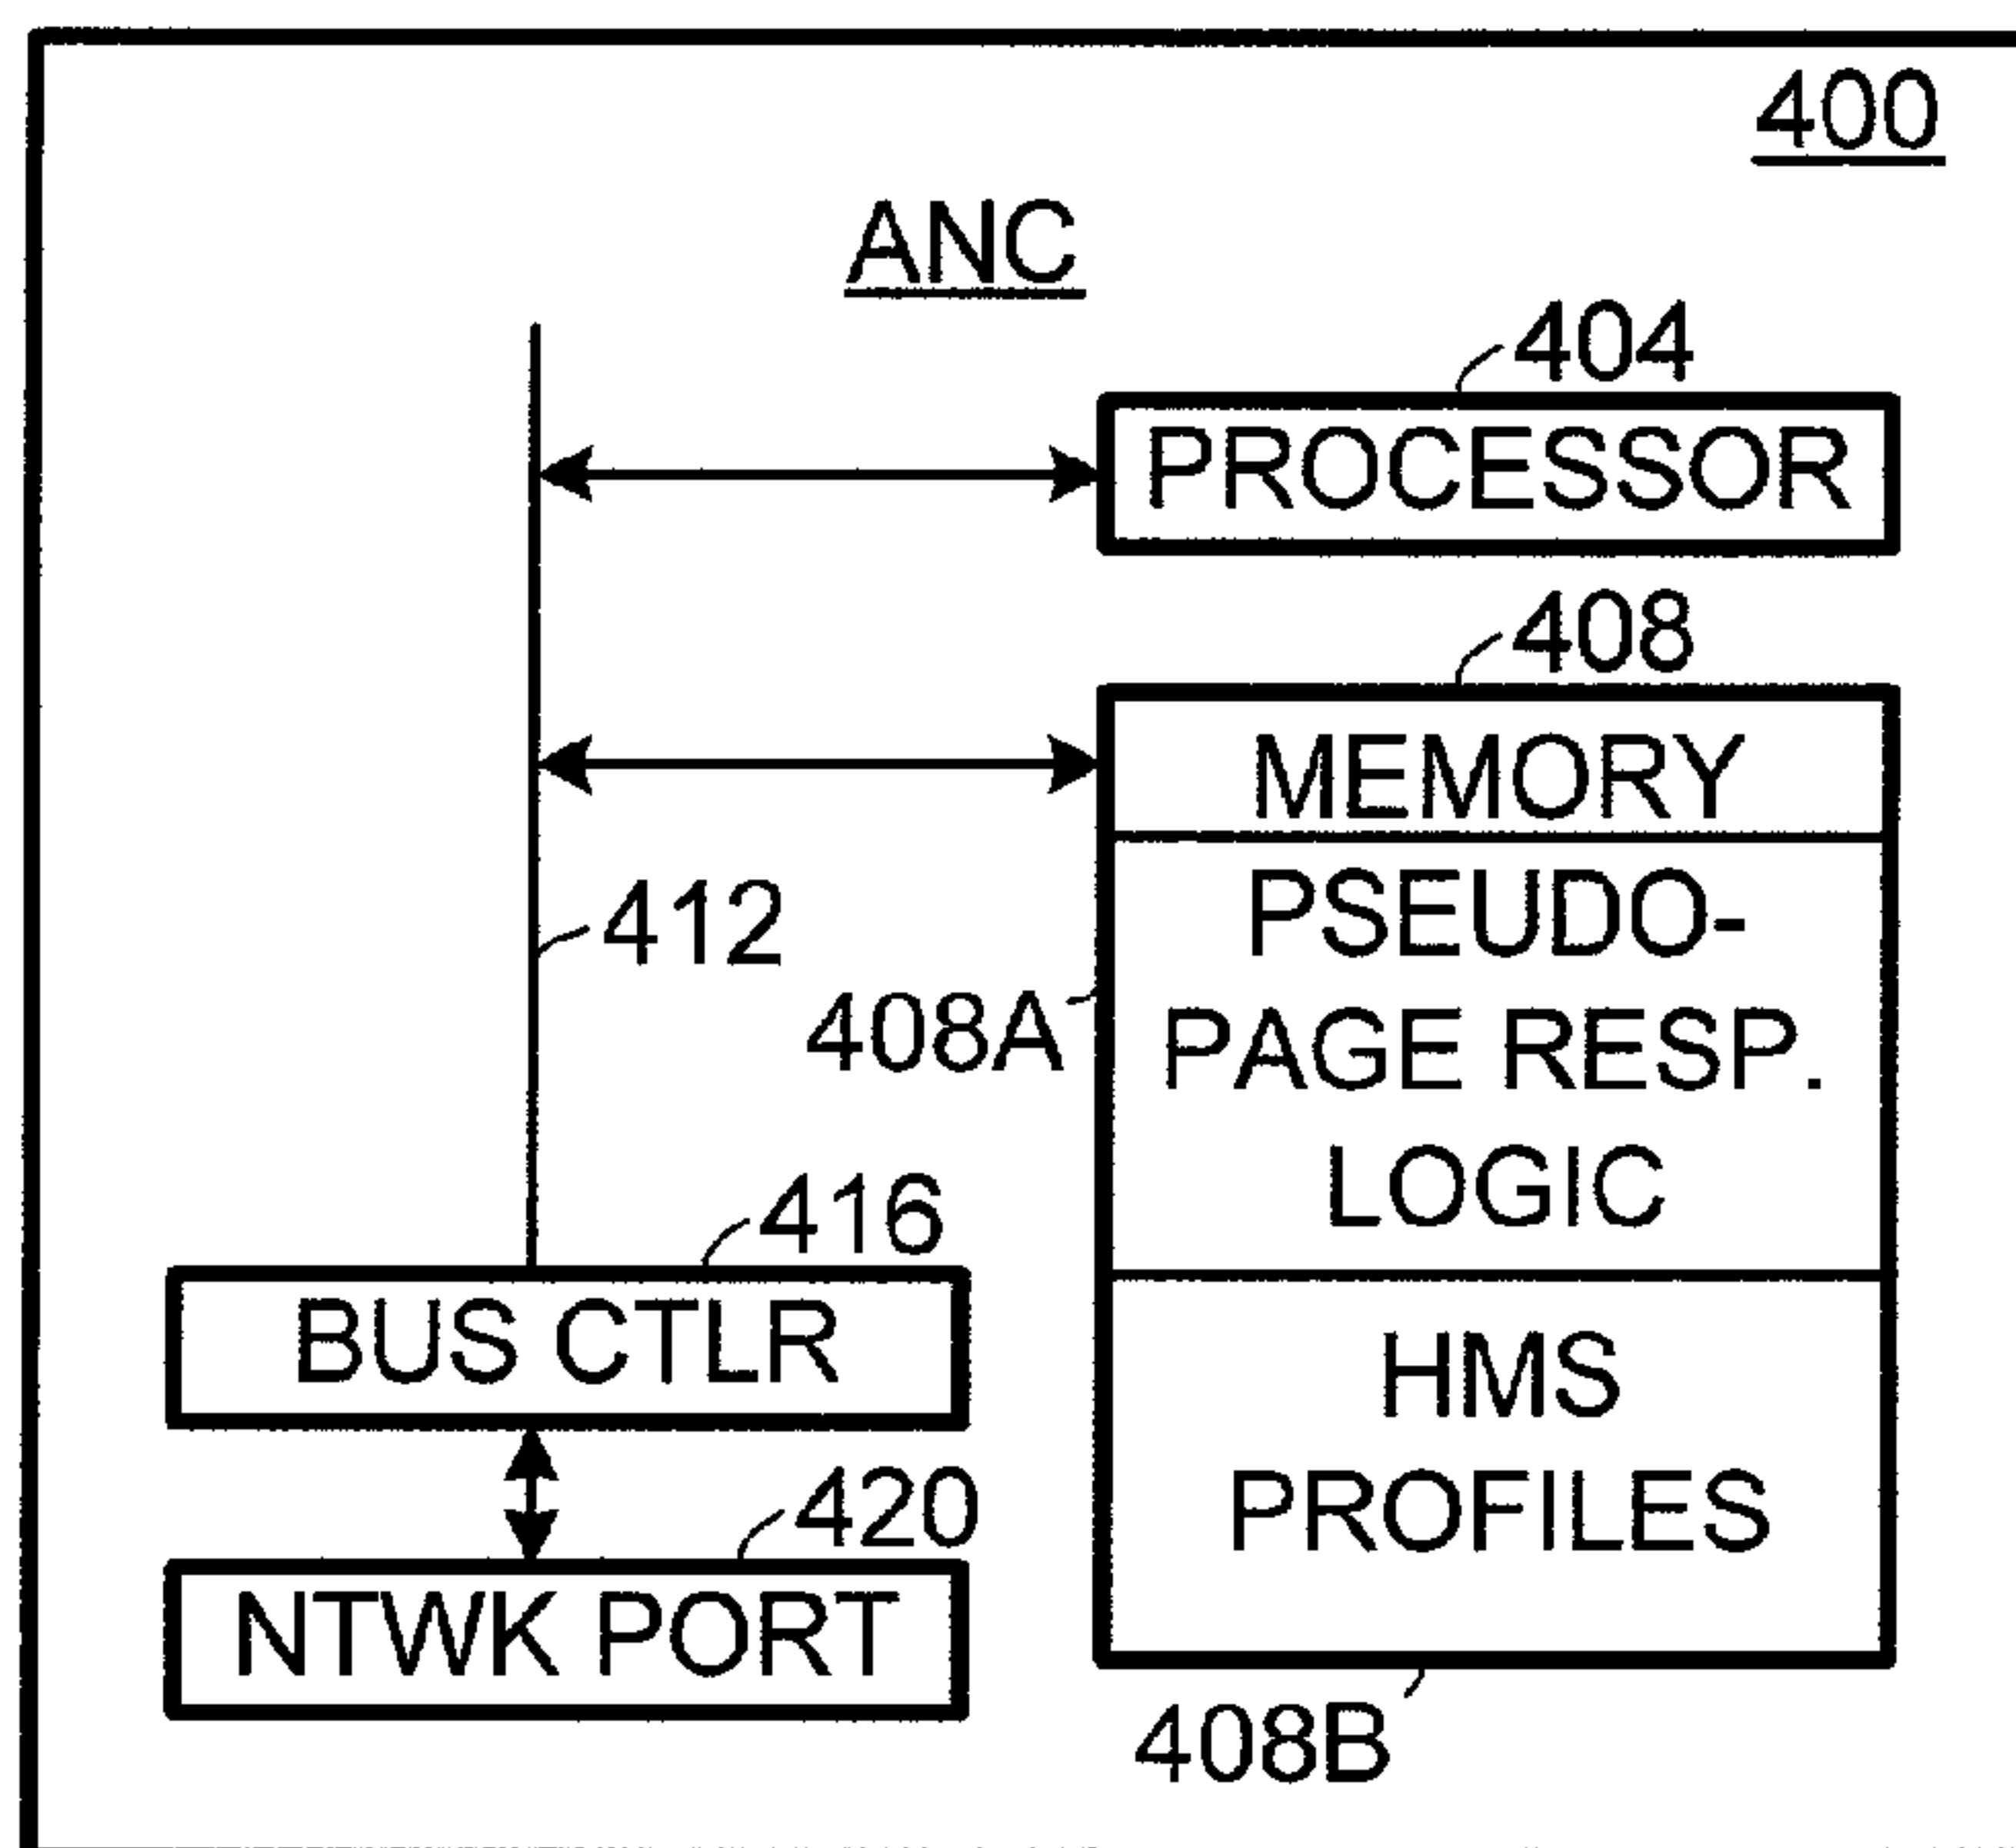 400
ANC
404
PROCESSOR
408
MEMORY
412
PSEUDO-
408A
PAGE RESP.
LOGIC
416
BUS CTLR
HMS
PROFILES
420
NTWK PORT
408B